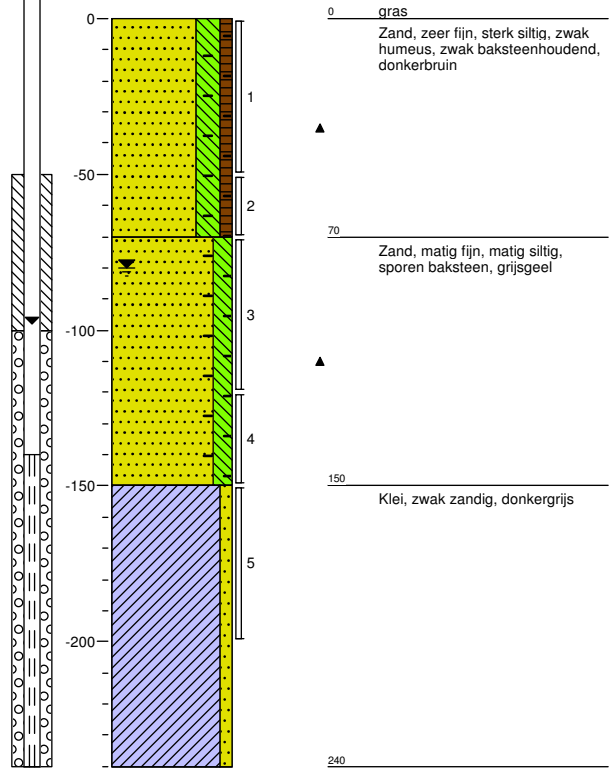 0
-50
-100
-150
-200
1
2
3
4
5
0
gras
Zand, zeer fijn, sterk siltig, zwak
humeus, zwak baksteenhoudend,
donkerbruin
70
Zand, matig fijn, matig siltig,
sporen baksteen, grijsgeel
150
Klei, zwak zandig, donkergrijs
240